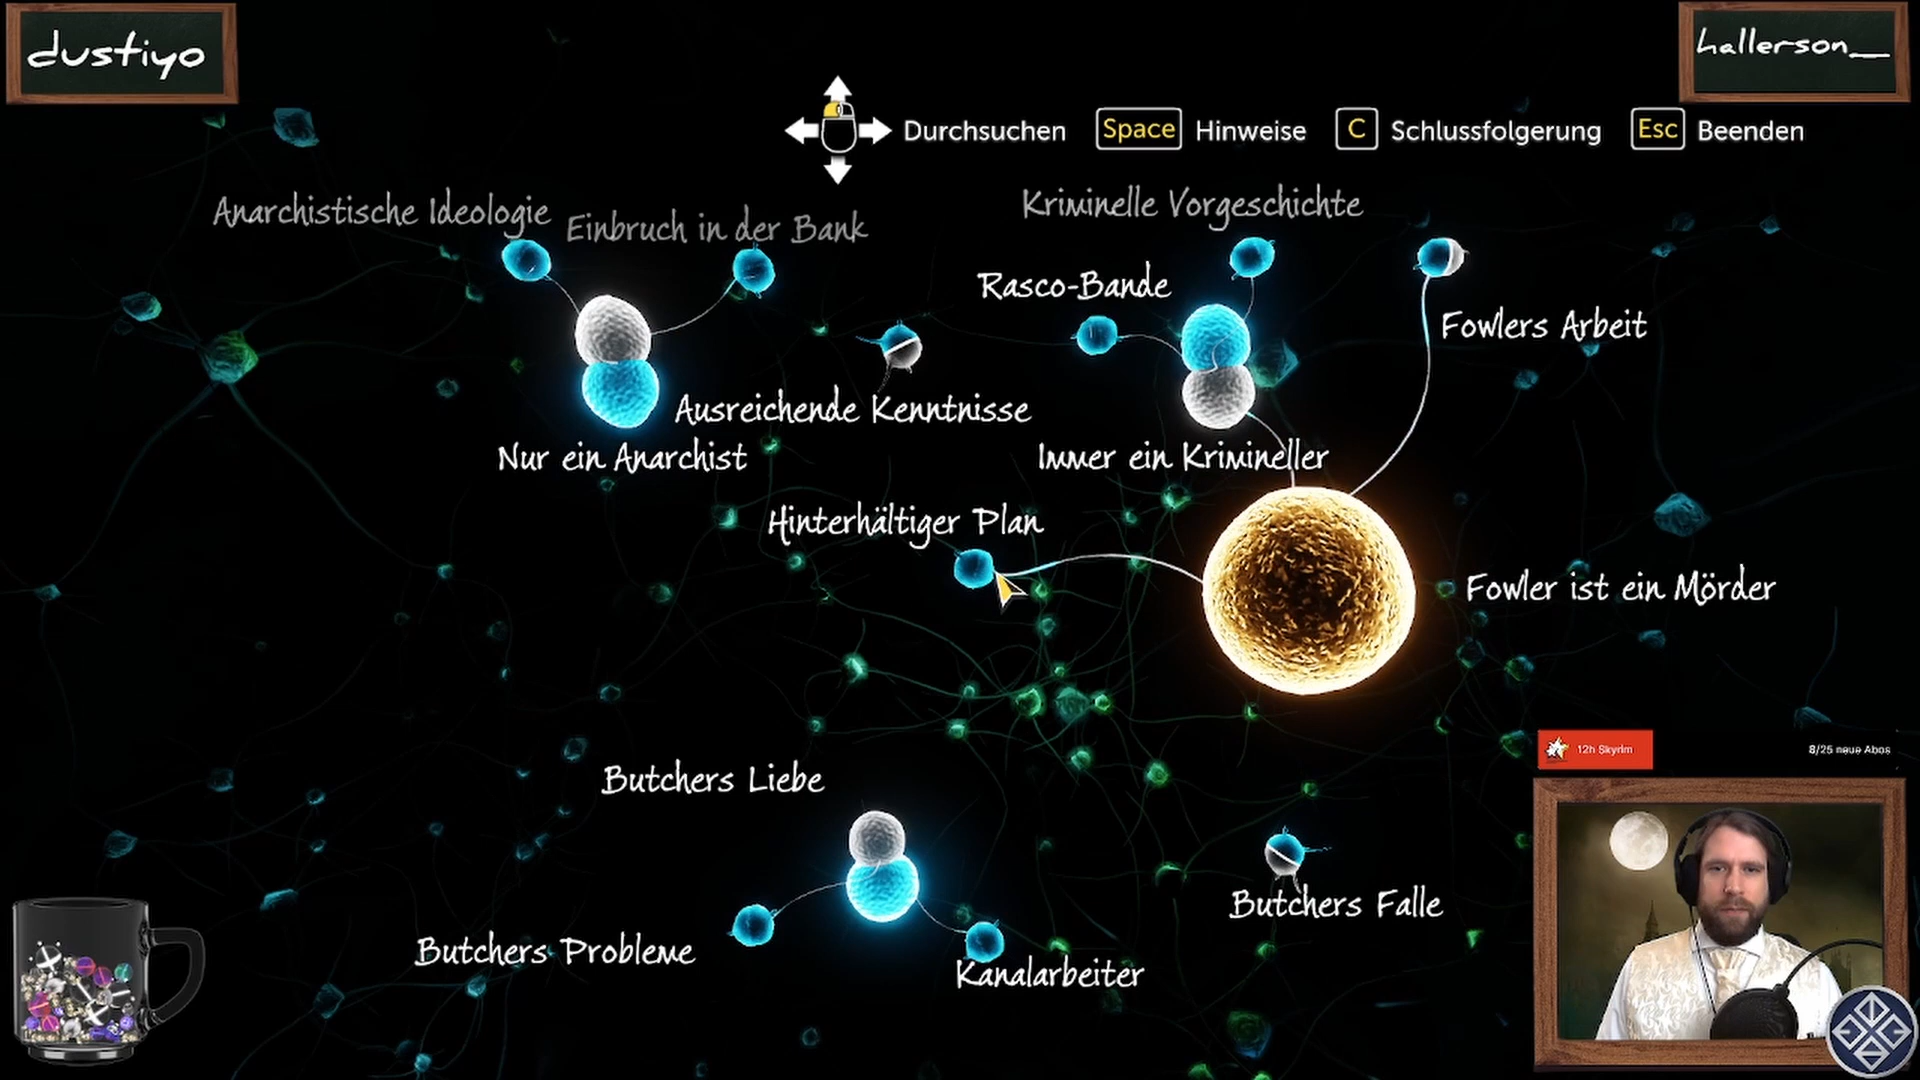 dustiyo
hallerson__
Durchsuchen
Space Hinweise
C Schlussfolgerung
Esc Beenden
Anarchistische Ideologie
Einbruch in der Bank
Kriminelle Vorgeschichte
Rasco-Bande
Fowlers Arbeit
Ausreichende Kenntnisse
Nur ein Anarchist
Immer ein Krimineller
Hinterhältiger Plan
Fowler ist ein Mörder
Butchers Liebe
12h Skyrim
8/25 neue Abos
Butchers Falle
Butchers Probleme
Kanalarbeiter